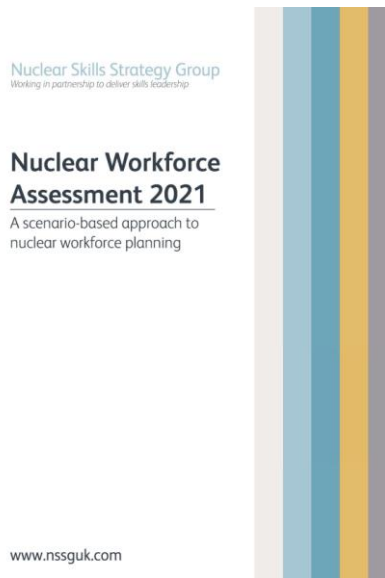 Nuclear Skills Strategy Group
Working in partnership to deliver skills leadership
Nuclear Workforce
Assessment 2021
A scenario-based approach to
nuclear workforce planning
www.nssguk.com